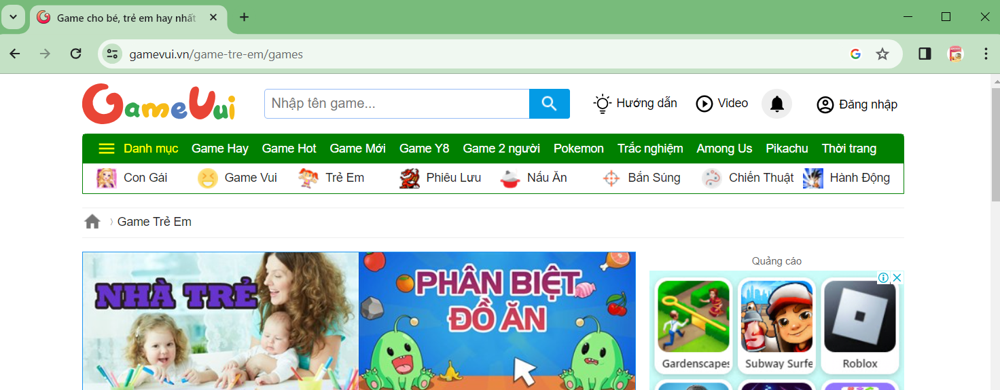 Game cho bé, trẻ em hay nhất
gamevui.vn/game-tre-em/games
GameVui
Nhập tên game...
Hướng dẫn
Video
Đăng nhập
Danh mục Game Hay Game Hot Game Mới Game Y8 Game 2 người Pokemon Trắc nghiệm Among Us Pikachu Thời trang
Con Gái Game Vui Trẻ Em Phiêu Lưu Nấu Ăn Bắn Súng Chiến Thuật Hành Động
Game Trẻ Em
NHÀ TRẺ
PHÂN BIỆT
ĐỒ ĂN
Quảng cáo
Gardenscapes Subway Surfe Roblox